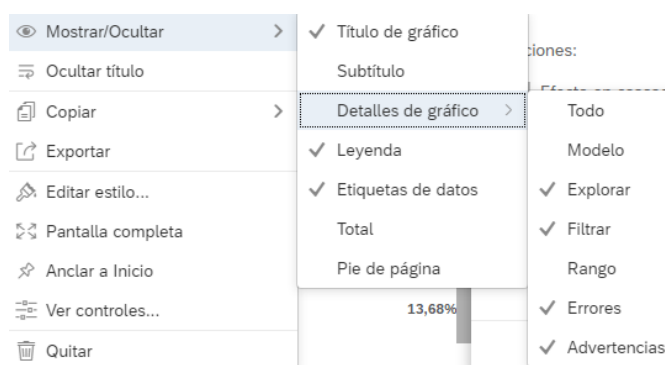 Mostrar/Ocultar
Ocultar título
Copiar
Exportar
Editar estilo...
Pantalla completa
Anclar a Inicio
Ver controles...
Quitar
Título de gráfico
Subtítulo
Detalles de gráfico
Leyenda
Etiquetas de datos
Total
Pie de página
13,68%
ciones:
Todo
Modelo
Explorar
Filtrar
Rango
Errores
Advertencias